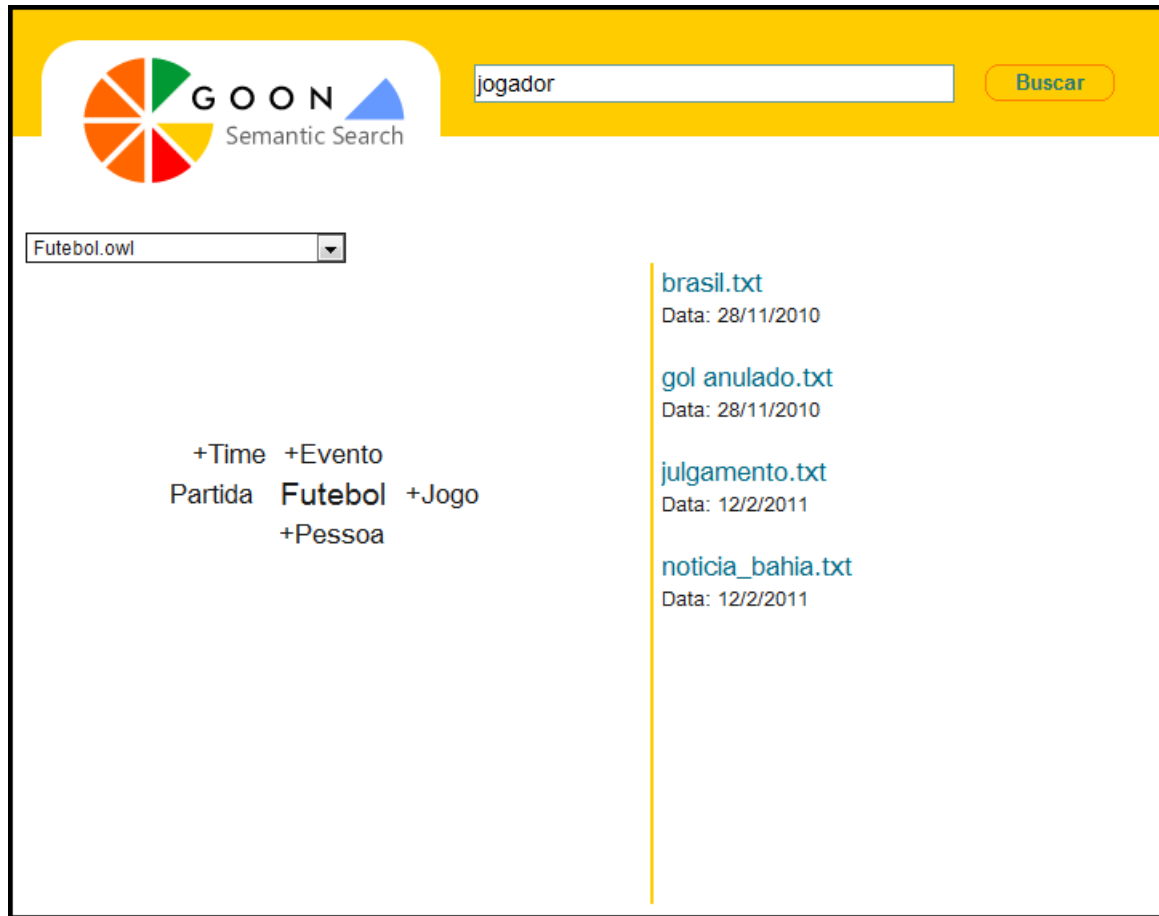 GOON
Semantic Search
jogador
Buscar
Futebol.owl
+Time +Evento
Partida Futebol +Jogo
+Pessoa
brasil.txt
Data: 28/11/2010
gol anulado.txt
Data: 28/11/2010
julgamento.txt
Data: 12/2/2011
noticia_bahia.txt
Data: 12/2/2011